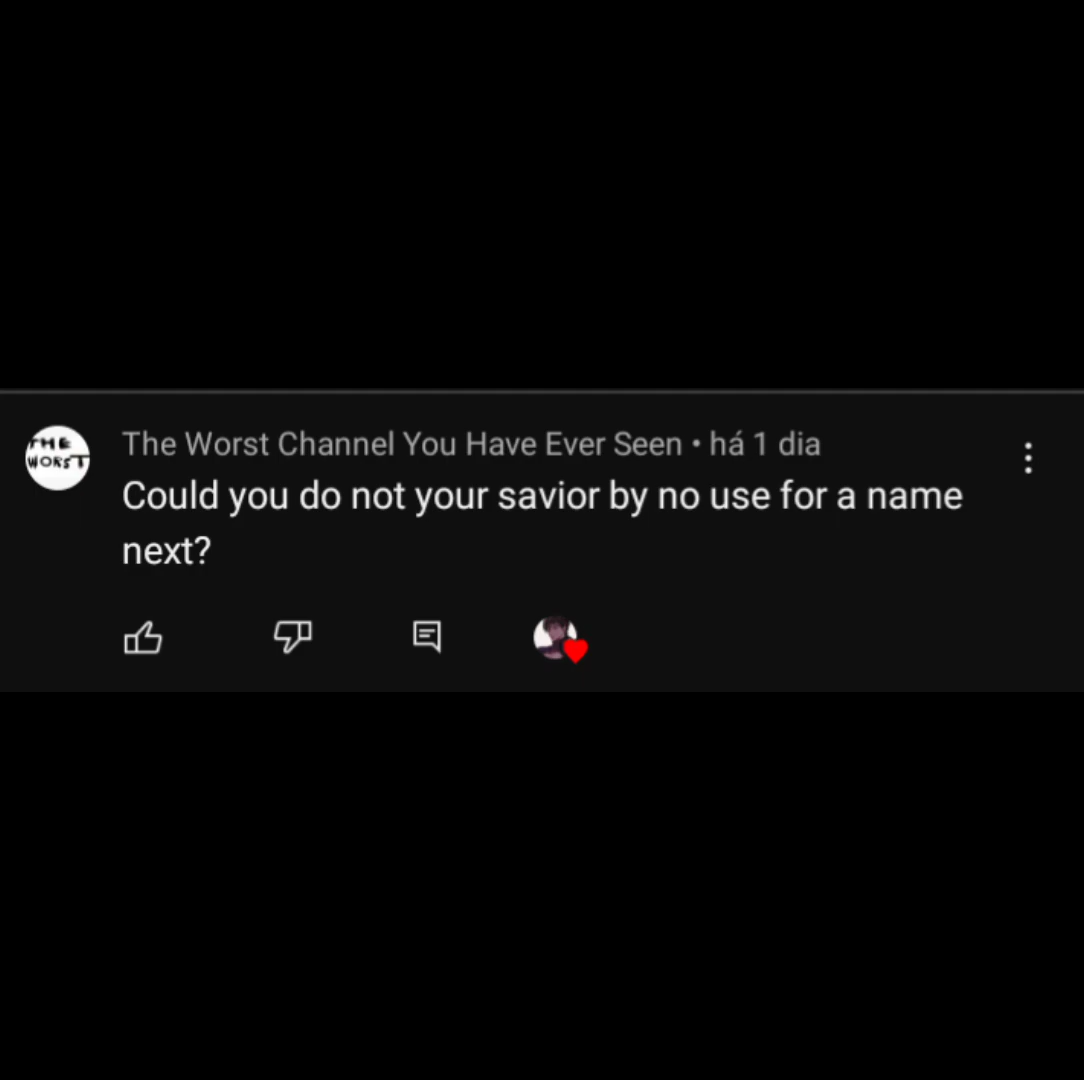 THE
WORST
The Worst Channel You Have Ever Seen • há 1 dia
Could you do not your savior by no use for a name
next?